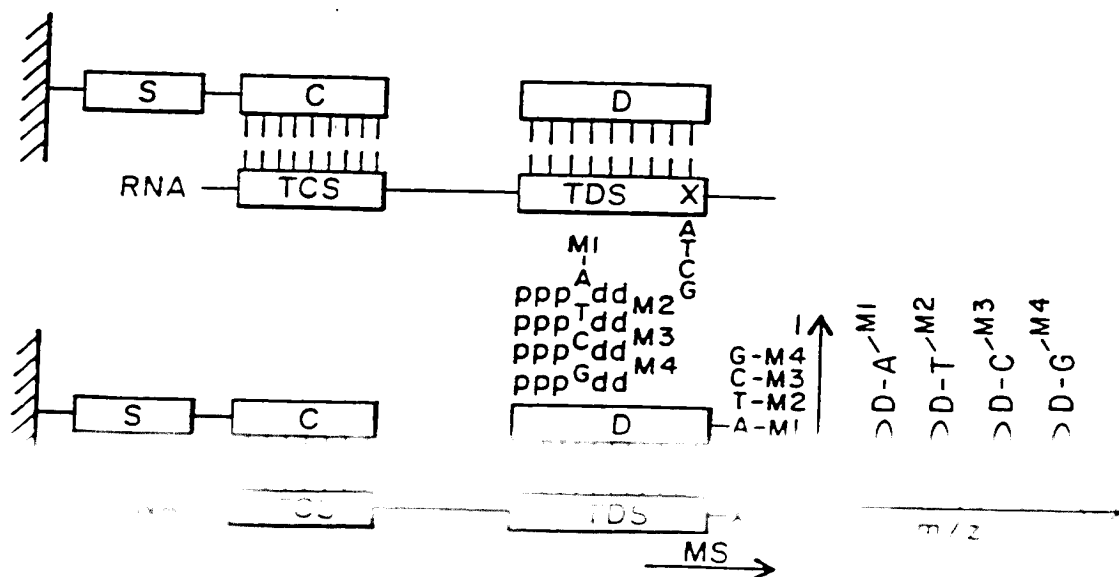 S C D
RNA TCS TDS X
A
T
C
G
M1
A
pppAdd M2
pppTdd M3
pppCdd M4
pppGdd
I
G-M4
C-M3
T-M2
A-M1
D-A-M1
D-T-M2
D-C-M3
D-G-M4
S C D
TDS
m/z
MS